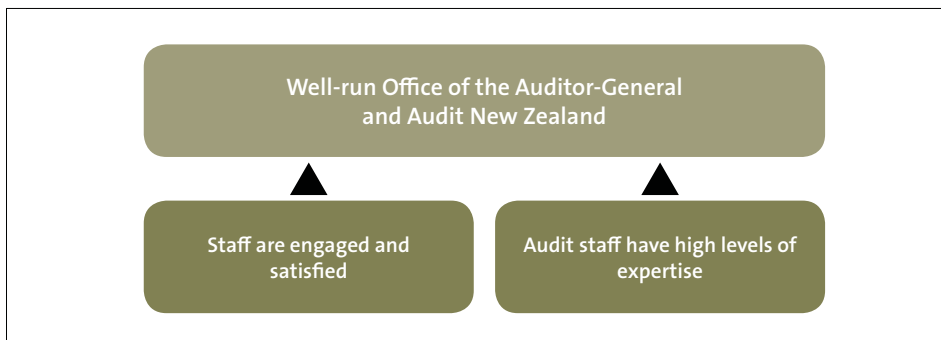 Well-run Office of the Auditor-General
and Audit New Zealand
Staff are engaged and
satisfied
Audit staff have high levels of
expertise